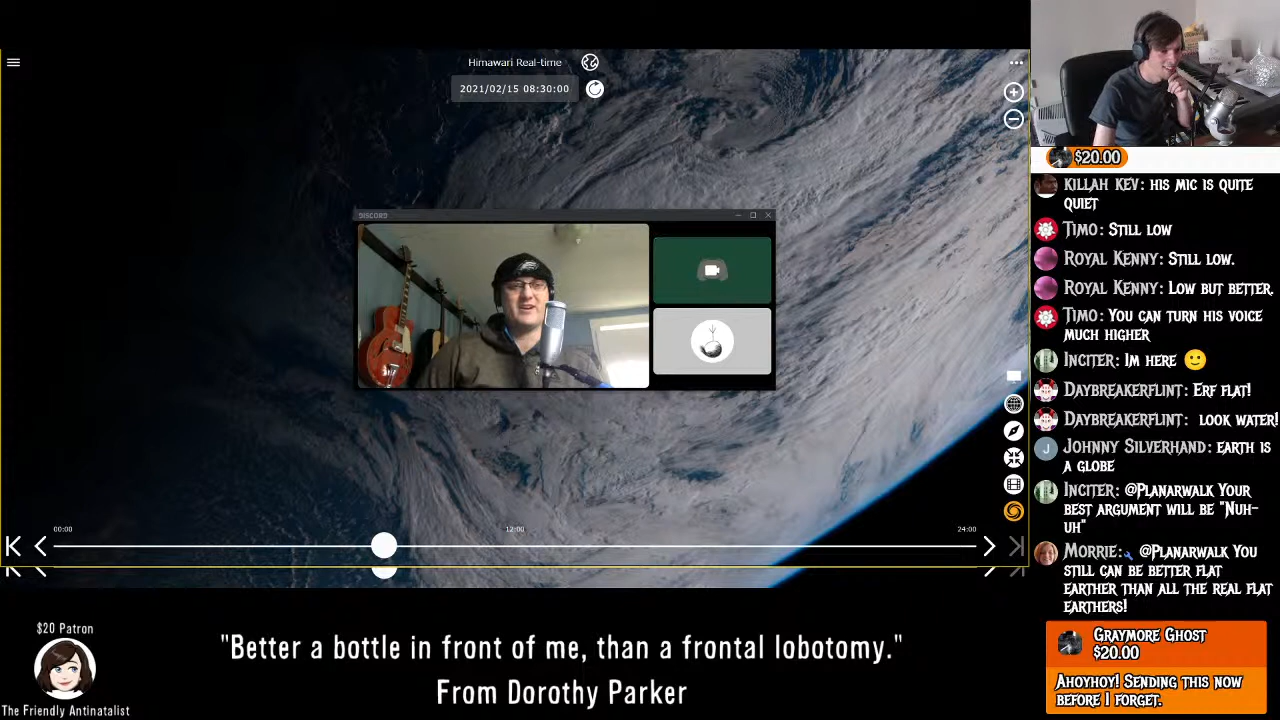 Himawari Real-time
2021/02/15 08:30:00
DISCORD
00:00
12:00
24:00
$20 Patron
The Friendly Antinatalist
"Better a bottle in front of me, than a frontal lobotomy."
From Dorothy Parker
$20.00
Killah Kev: his mic is quite
quiet
Timo: Still low
Royal Kenny: Still low.
Royal Kenny: Low but better.
Timo: You can turn his voice
much higher
Inciter: Im here 🙂
Daybreakerflint: Erf flat!
Daybreakerflint: look water!
Johnny Silverhand: earth is
a globe
Inciter: @Planarwalk Your
best argument will be "Nuh-
uh"
Morrie: @Planarwalk You
still can be better flat
earther than all the real flat
earthers!
Graymore Ghost
$20.00
Ahoyhoy! Sending this now
before I forget.
J